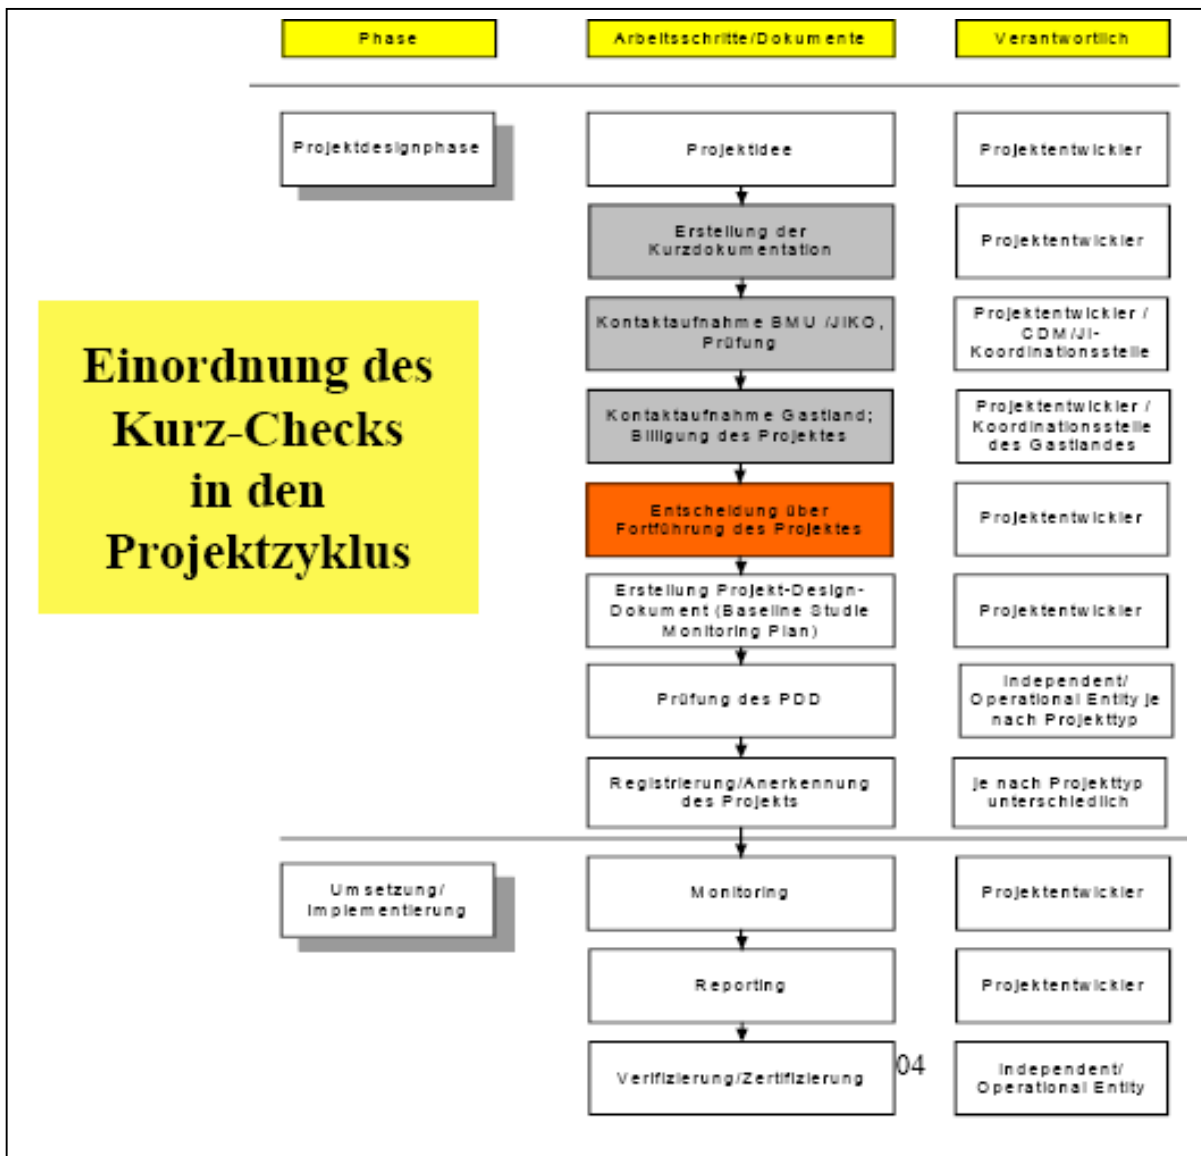 Phase
Arbeitsschritte/Dokumente
Verantwortlich
Projektdesignphase
Projektidee
Projektentwickler
Erstellung der
Kurzdokumentation
Projektentwickler
Kontaktaufnahme BMU /JIKO,
Prüfung
Projektentwickler /
CDM/JI-
Koordinationsstelle
Einordnung des
Kurz-Checks
in den
Projektzyklus
Kontaktaufnahme Gastland;
Billigung des Projektes
Projektentwickler /
Koordinationsstelle
des Gastlandes
Entscheidung über
Fortführung des Projektes
Projektentwickler
Erstellung Projekt-Design-
Dokument (Baseline Studie
Monitoring Plan)
Projektentwickler
Prüfung des PDD
Independent/
Operational Entity je
nach Projekttyp
Registrierung/Anerkennung
des Projekts
je nach Projekttyp
unterschiedlich
Umsetzung/
Implementierung
Monitoring
Projektentwickler
Reporting
Projektentwickler
Verifizierung/Zertifizierung
04
Independent/
Operational Entity